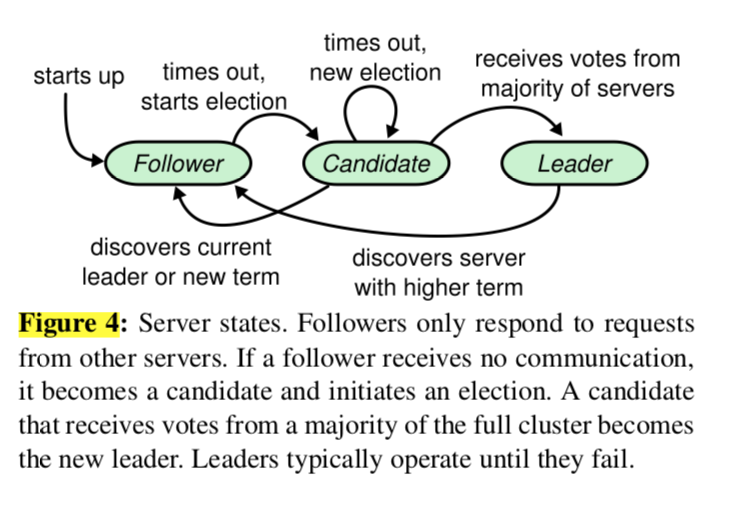 starts up
times out,
starts election
times out,
new election
receives votes from
majority of servers
Follower
Candidate
Leader
discovers current
leader or new term
discovers server
with higher term
Figure 4: Server states. Followers only respond to requests
from other servers. If a follower receives no communication,
it becomes a candidate and initiates an election. A candidate
that receives votes from a majority of the full cluster becomes
the new leader. Leaders typically operate until they fail.